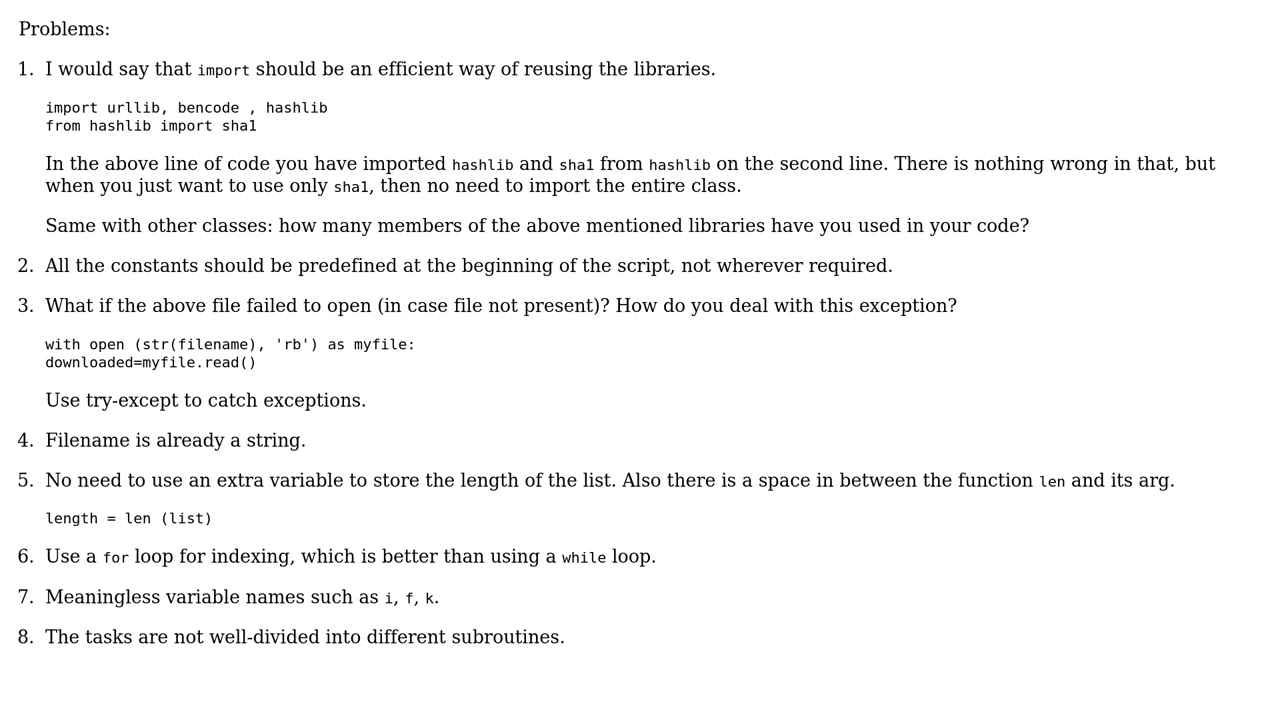 Problems:
1. I would say that import should be an efficient way of reusing the libraries.
import urllib, bencode , hashlib
from hashlib import sha1
In the above line of code you have imported hashlib and sha1 from hashlib on the second line. There is nothing wrong in that, but
when you just want to use only sha1, then no need to import the entire class.
Same with other classes: how many members of the above mentioned libraries have you used in your code?
2. All the constants should be predefined at the beginning of the script, not wherever required.
3. What if the above file failed to open (in case file not present)? How do you deal with this exception?
with open (str(filename), 'rb') as myfile:
downloaded=myfile.read()
Use try-except to catch exceptions.
4. Filename is already a string.
5. No need to use an extra variable to store the length of the list. Also there is a space in between the function len and its arg.
length = len (list)
6. Use a for loop for indexing, which is better than using a while loop.
7. Meaningless variable names such as i, f, k.
8. The tasks are not well-divided into different subroutines.